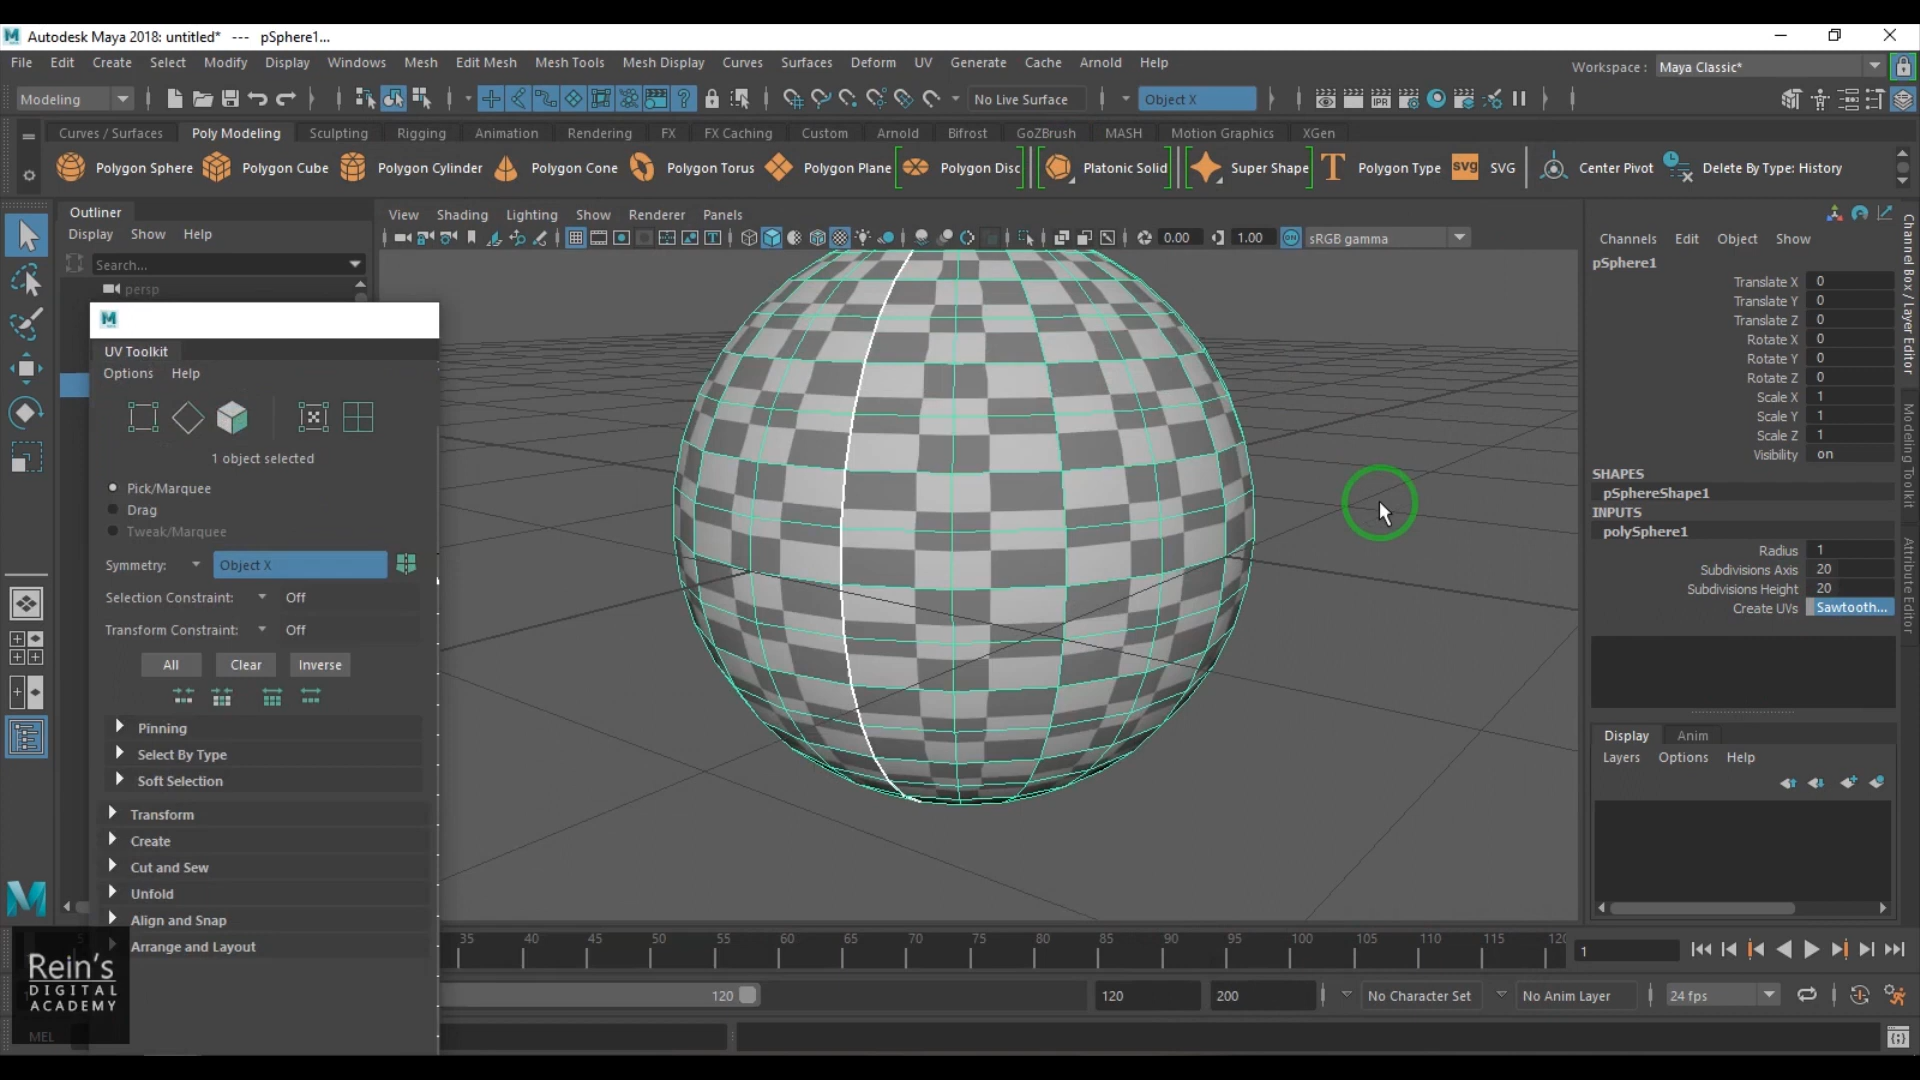 Autodesk Maya 2018: untitled*   ---   pSphere1...
File Edit Create Select Modify Display Windows Mesh Edit Mesh Mesh Tools Mesh Display Curves Surfaces Deform UV Generate Cache Arnold Help
Workspace : Maya Classic*
Modeling No Live Surface Object X
Curves / Surfaces Poly Modeling Sculpting Rigging Animation Rendering FX FX Caching Custom Arnold Bifrost GoZBrush MASH Motion Graphics XGen
Polygon Sphere Polygon Cube Polygon Cylinder Polygon Cone Polygon Torus Polygon Plane Polygon Disc Platonic Solid Super Shape Polygon Type SVG SVG Center Pivot Delete By Type: History
Outliner
Display Show Help
Search...
persp
View Shading Lighting Show Renderer Panels
0.00 1.00 ON sRGB gamma
UV Toolkit
Options Help
1 object selected
Pick/Marquee
Drag
Tweak/Marquee
Symmetry: Object X
Selection Constraint: Off
Transform Constraint: Off
All Clear Inverse
Pinning
Select By Type
Soft Selection
Transform
Create
Cut and Sew
Unfold
Align and Snap
Arrange and Layout
Channels Edit Object Show
pSphere1
Translate X 0
Translate Y 0
Translate Z 0
Rotate X 0
Rotate Y 0
Rotate Z 0
Scale X 1
Scale Y 1
Scale Z 1
Visibility on
SHAPES
pSphereShape1
INPUTS
polySphere1
Radius 1
Subdivisions Axis 20
Subdivisions Height 20
Create UVs Sawtooth...
Display Anim
Layers Options Help
Channel Box / Layer Editor
Modeling Toolkit
Attribute Editor
35 40 45 50 55 60 65 70 75 80 85 90 95 100 105 110 115 120
1
120 120 200 No Character Set No Anim Layer 24 fps
MEL
Rein's
DIGITAL
ACADEMY